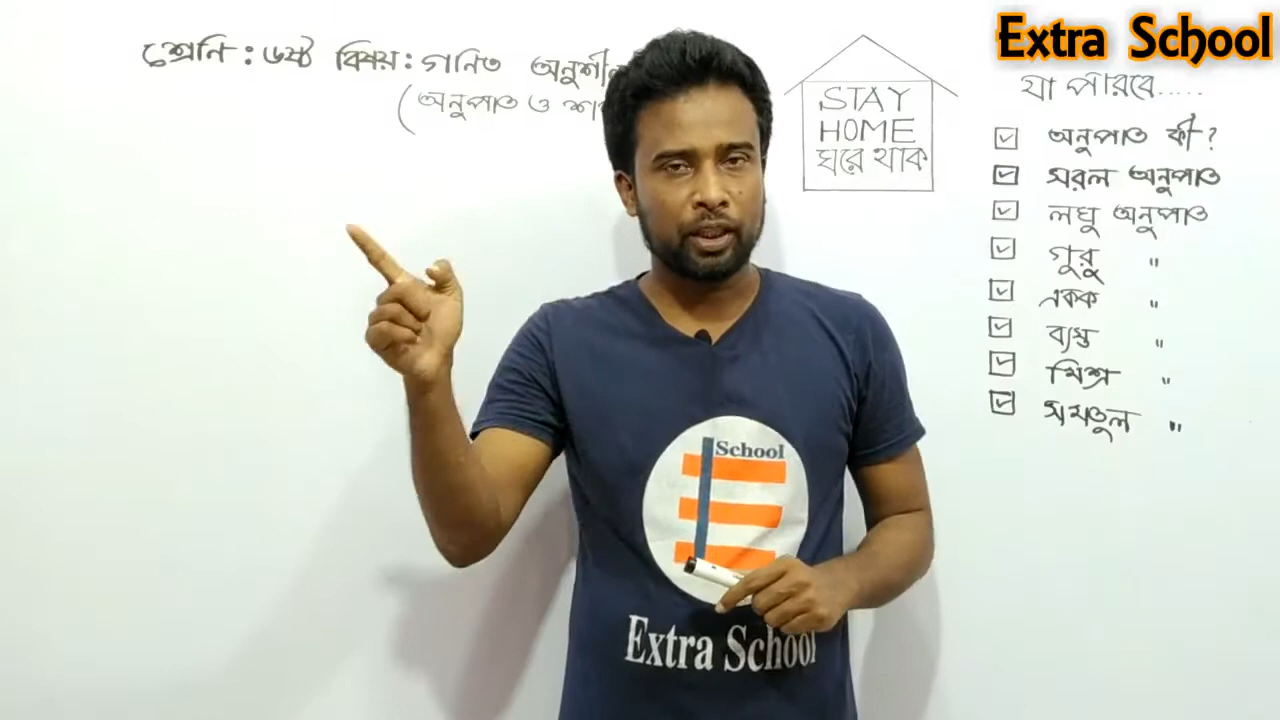 Extra School
শ্রেণি : ৬ষ্ঠ বিষয় : গনিত
(অনুপাত ও
STAY
HOME
ঘরে থাক
যা পারবে.....
অনুপাত কী?
সরল অনুপাত
লঘু অনুপাত
গুরু "
একক "
ব্যস্ত "
মিশ্র "
সমতুল "
School
Extra School